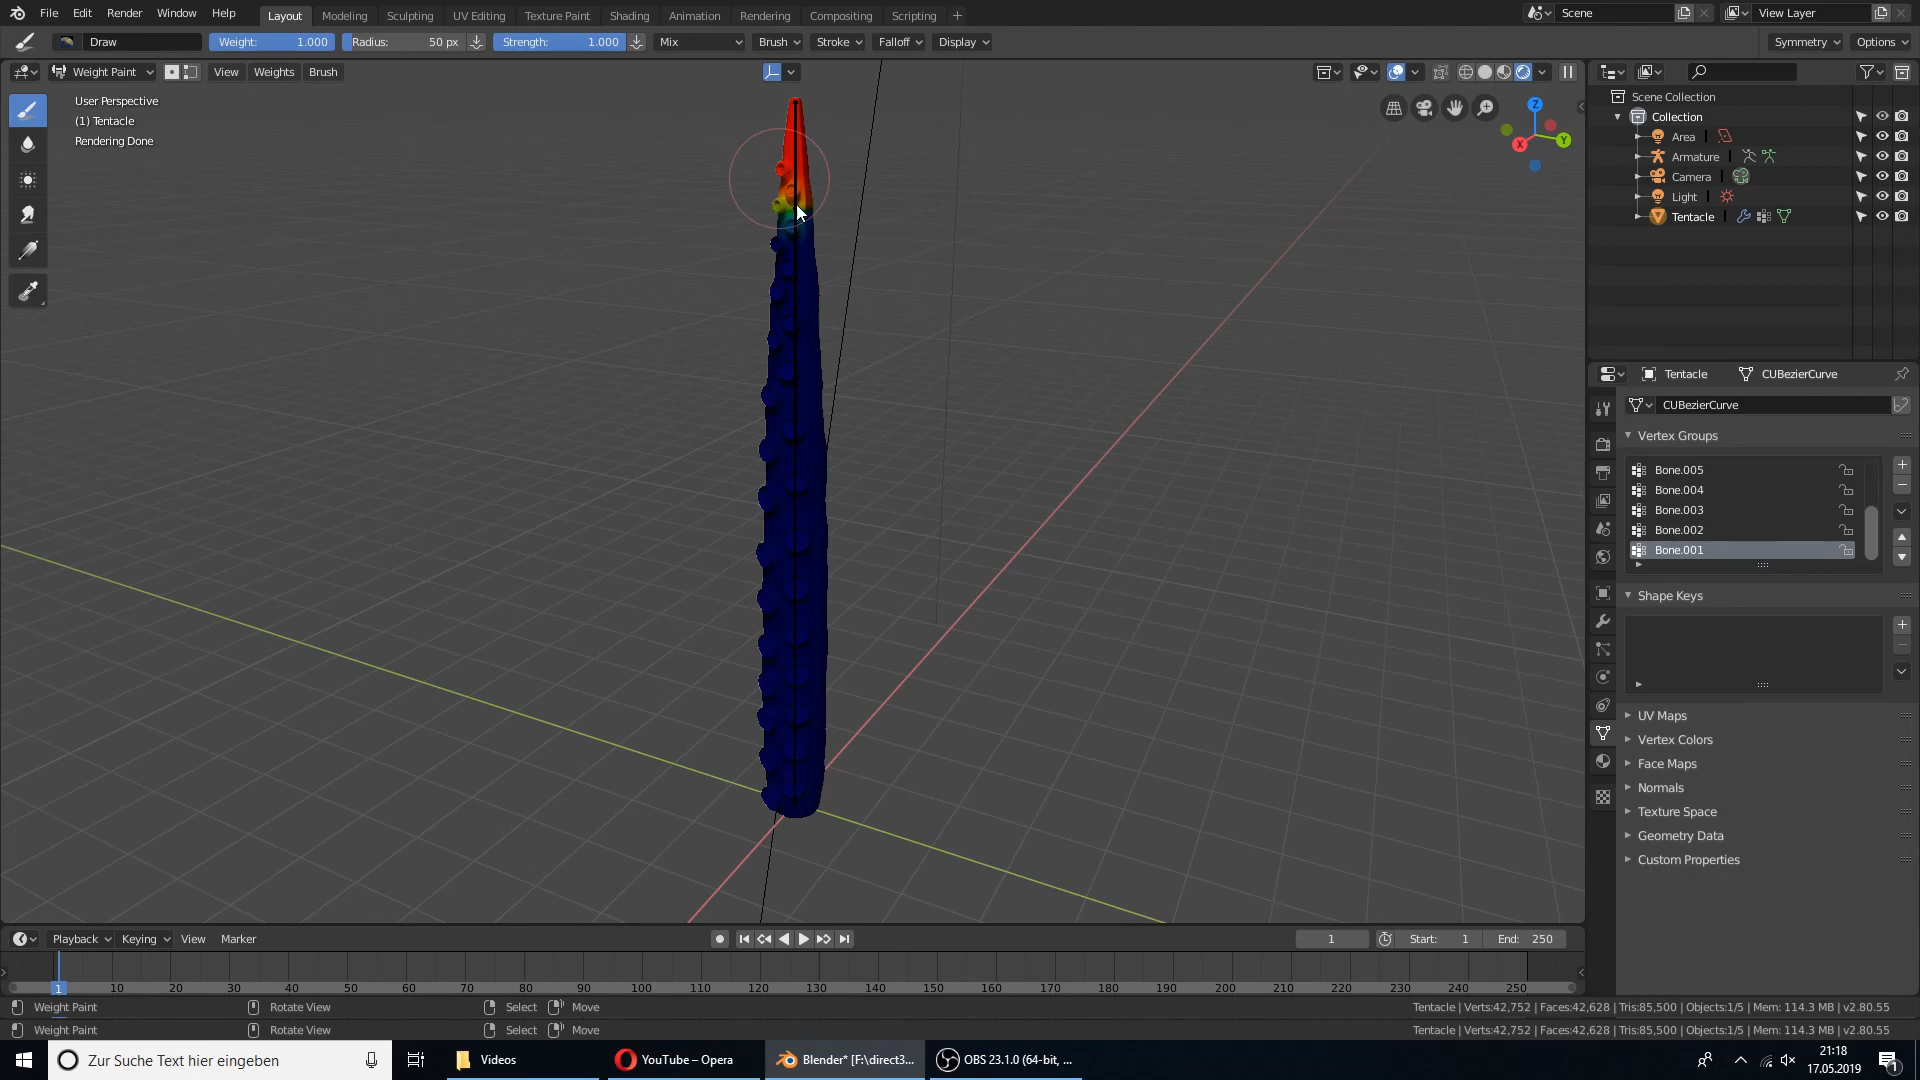 File Edit Render Window Help Layout Modeling Sculpting UV Editing Texture Paint Shading Animation Rendering Compositing Scripting + Scene View Layer
Draw Weight: 1.000 Radius: 50 px Strength: 1.000 Mix Brush Stroke Falloff Display Symmetry Options
Weight Paint View Weights Brush
User Perspective
(1) Tentacle
Rendering Done
Z
Y
X
Scene Collection
Collection
Area
Armature
Camera
Light
Tentacle
Tentacle CUBezierCurve
CUBezierCurve
Vertex Groups
Bone.005
Bone.004
Bone.003
Bone.002
Bone.001
Shape Keys
UV Maps
Vertex Colors
Face Maps
Normals
Texture Space
Geometry Data
Custom Properties
Playback Keying View Marker 1 Start: 1 End: 250
1 10 20 30 40 50 60 70 80 90 100 110 120 130 140 150 160 170 180 190 200 210 220 230 240 250
Weight Paint Rotate View Select Move Tentacle | Verts:42,752 | Faces:42,628 | Tris:85,500 | Objects:1/5 | Mem: 114.3 MB | v2.80.55
Weight Paint Rotate View Select Move Tentacle | Verts:42,752 | Faces:42,628 | Tris:85,500 | Objects:1/5 | Mem: 114.3 MB | v2.80.55
Zur Suche Text hier eingeben Videos YouTube – Opera Blender* [F:\direct3... OBS 23.1.0 (64-bit, ... 21:18
17.05.2019 1